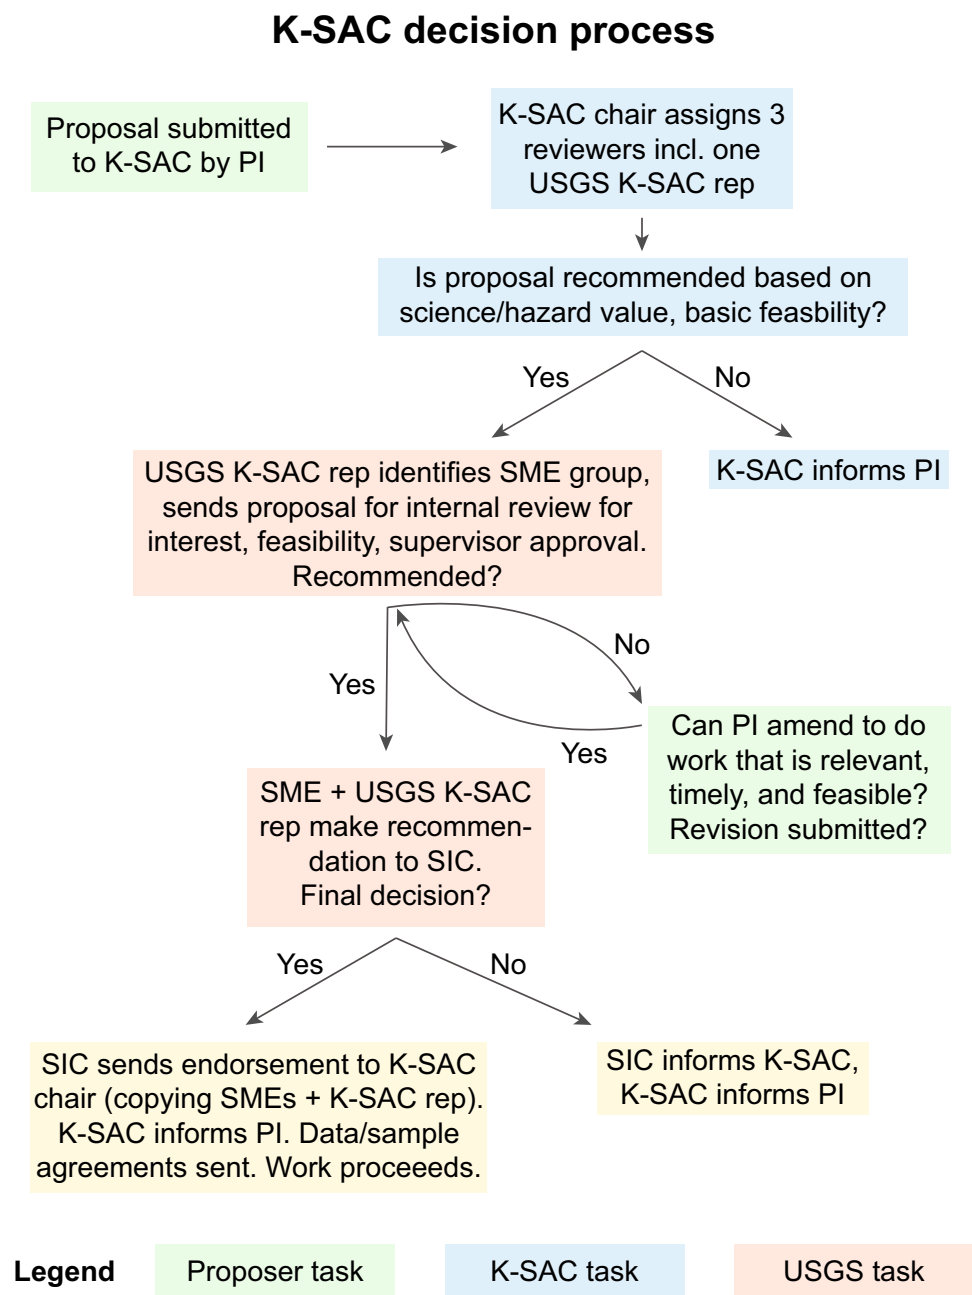 K-SAC decision process
Proposal submitted
to K-SAC by PI
K-SAC chair assigns 3
reviewers incl. one
USGS K-SAC rep
Is proposal recommended based on
science/hazard value, basic feasbility?
Yes
No
USGS K-SAC rep identifies SME group,
sends proposal for internal review for
interest, feasibility, supervisor approval.
Recommended?
K-SAC informs PI
No
Yes
Yes
Can PI amend to do
work that is relevant,
timely, and feasible?
Revision submitted?
SME + USGS K-SAC
rep make recommen-
dation to SIC.
Final decision?
Yes
No
SIC sends endorsement to K-SAC
chair (copying SMEs + K-SAC rep).
K-SAC informs PI. Data/sample
agreements sent. Work proceeeds.
SIC informs K-SAC,
K-SAC informs PI
Legend
Proposer task
K-SAC task
USGS task